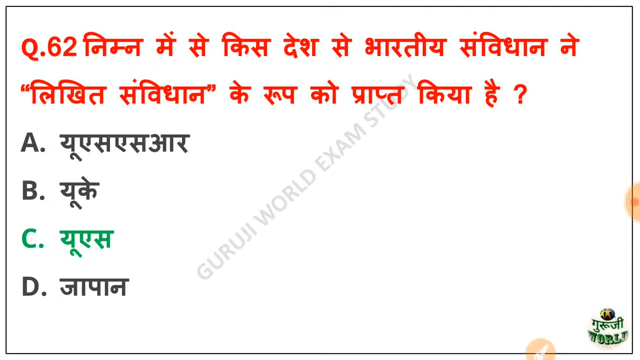 Q.62 निम्न में से किस देश से भारतीय संविधान ने
“लिखित संविधान” के रूप को प्राप्त किया है ?
A. यूएसएसआर
B. यूके
C. यूएस
D. जापान
GURUJI WORLD EXAM STUDY
गुरूजी
WORLD